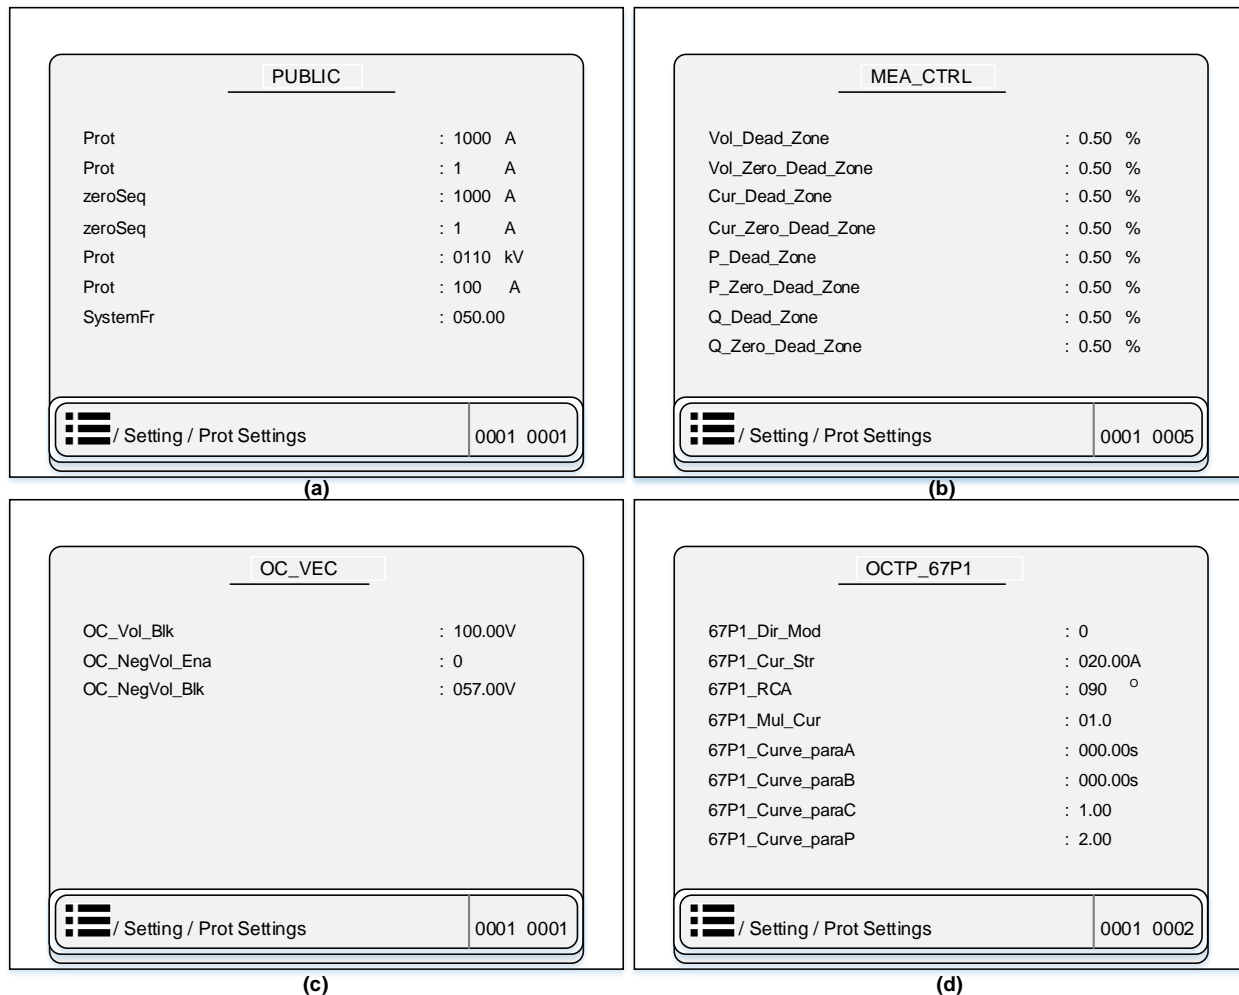 PUBLIC
Prot : 1000 A
Prot : 1 A
zeroSeq : 1000 A
zeroSeq : 1 A
Prot : 0110 kV
Prot : 100 A
SystemFr : 050.00
/ Setting / Prot Settings 0001 0001
(a)
MEA_CTRL
Vol_Dead_Zone : 0.50 %
Vol_Zero_Dead_Zone : 0.50 %
Cur_Dead_Zone : 0.50 %
Cur_Zero_Dead_Zone : 0.50 %
P_Dead_Zone : 0.50 %
P_Zero_Dead_Zone : 0.50 %
Q_Dead_Zone : 0.50 %
Q_Zero_Dead_Zone : 0.50 %
/ Setting / Prot Settings 0001 0005
(b)
OC_VEC
OC_Vol_Blk : 100.00V
OC_NegVol_Ena : 0
OC_NegVol_Blk : 057.00V
/ Setting / Prot Settings 0001 0001
(c)
OCTP_67P1
67P1_Dir_Mod : 0
67P1_Cur_Str : 020.00A
67P1_RCA : 090 O
67P1_Mul_Cur : 01.0
67P1_Curve_paraA : 000.00s
67P1_Curve_paraB : 000.00s
67P1_Curve_paraC : 1.00
67P1_Curve_paraP : 2.00
/ Setting / Prot Settings 0001 0002
(d)